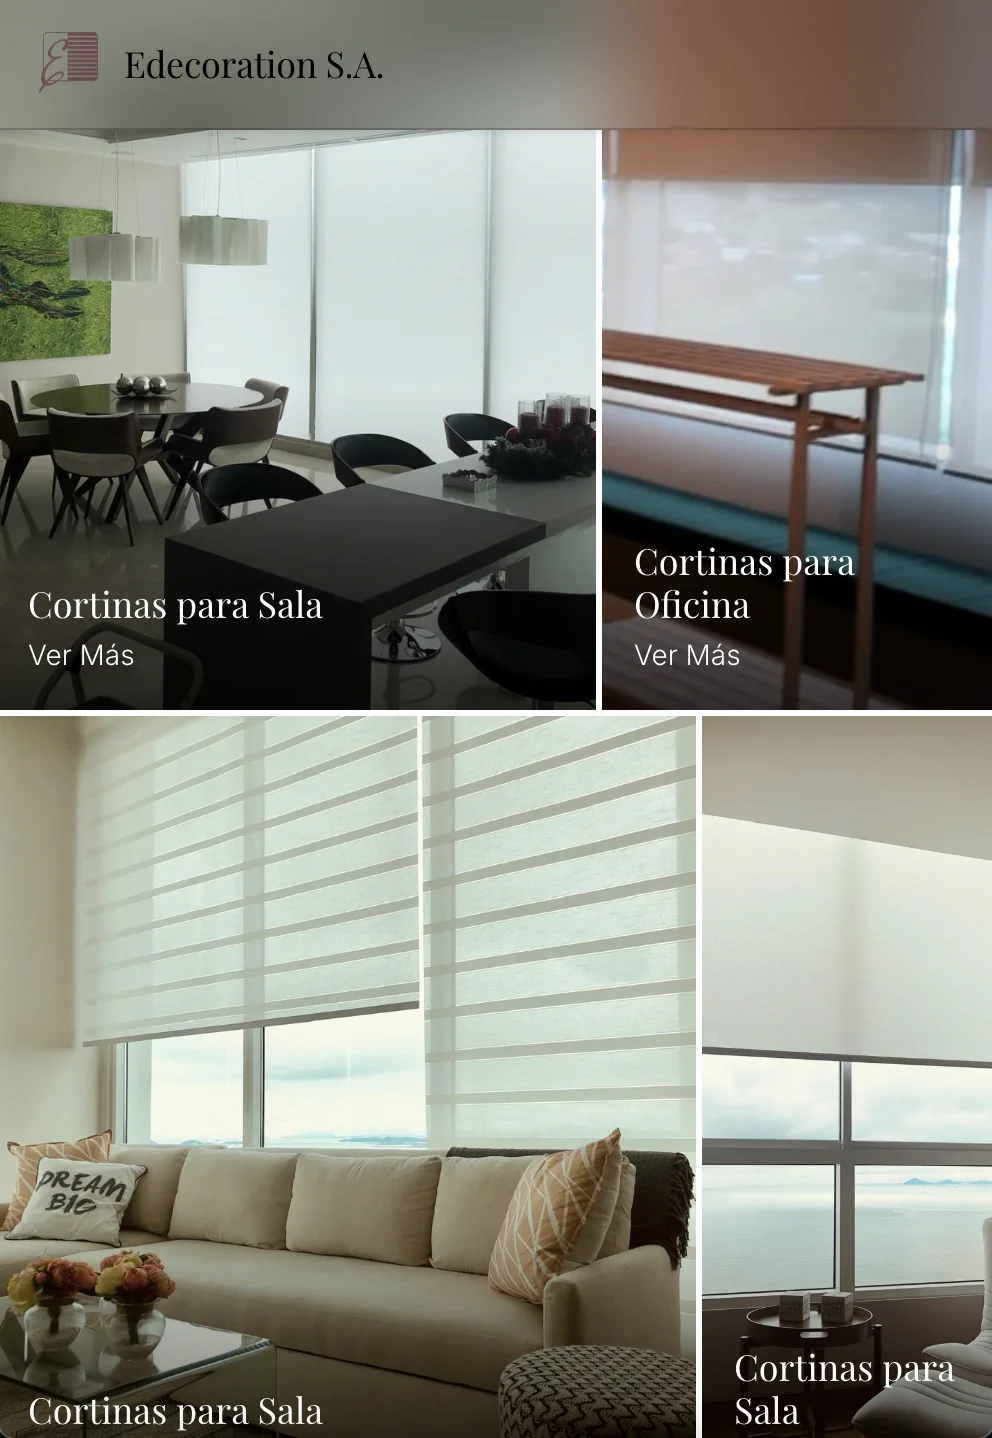 Edecoration S.A.
Cortinas para Sala
Ver Más
Cortinas para
Oficina
Ver Más
DREAM
BIG
Cortinas para Sala
Cortinas para
Sala